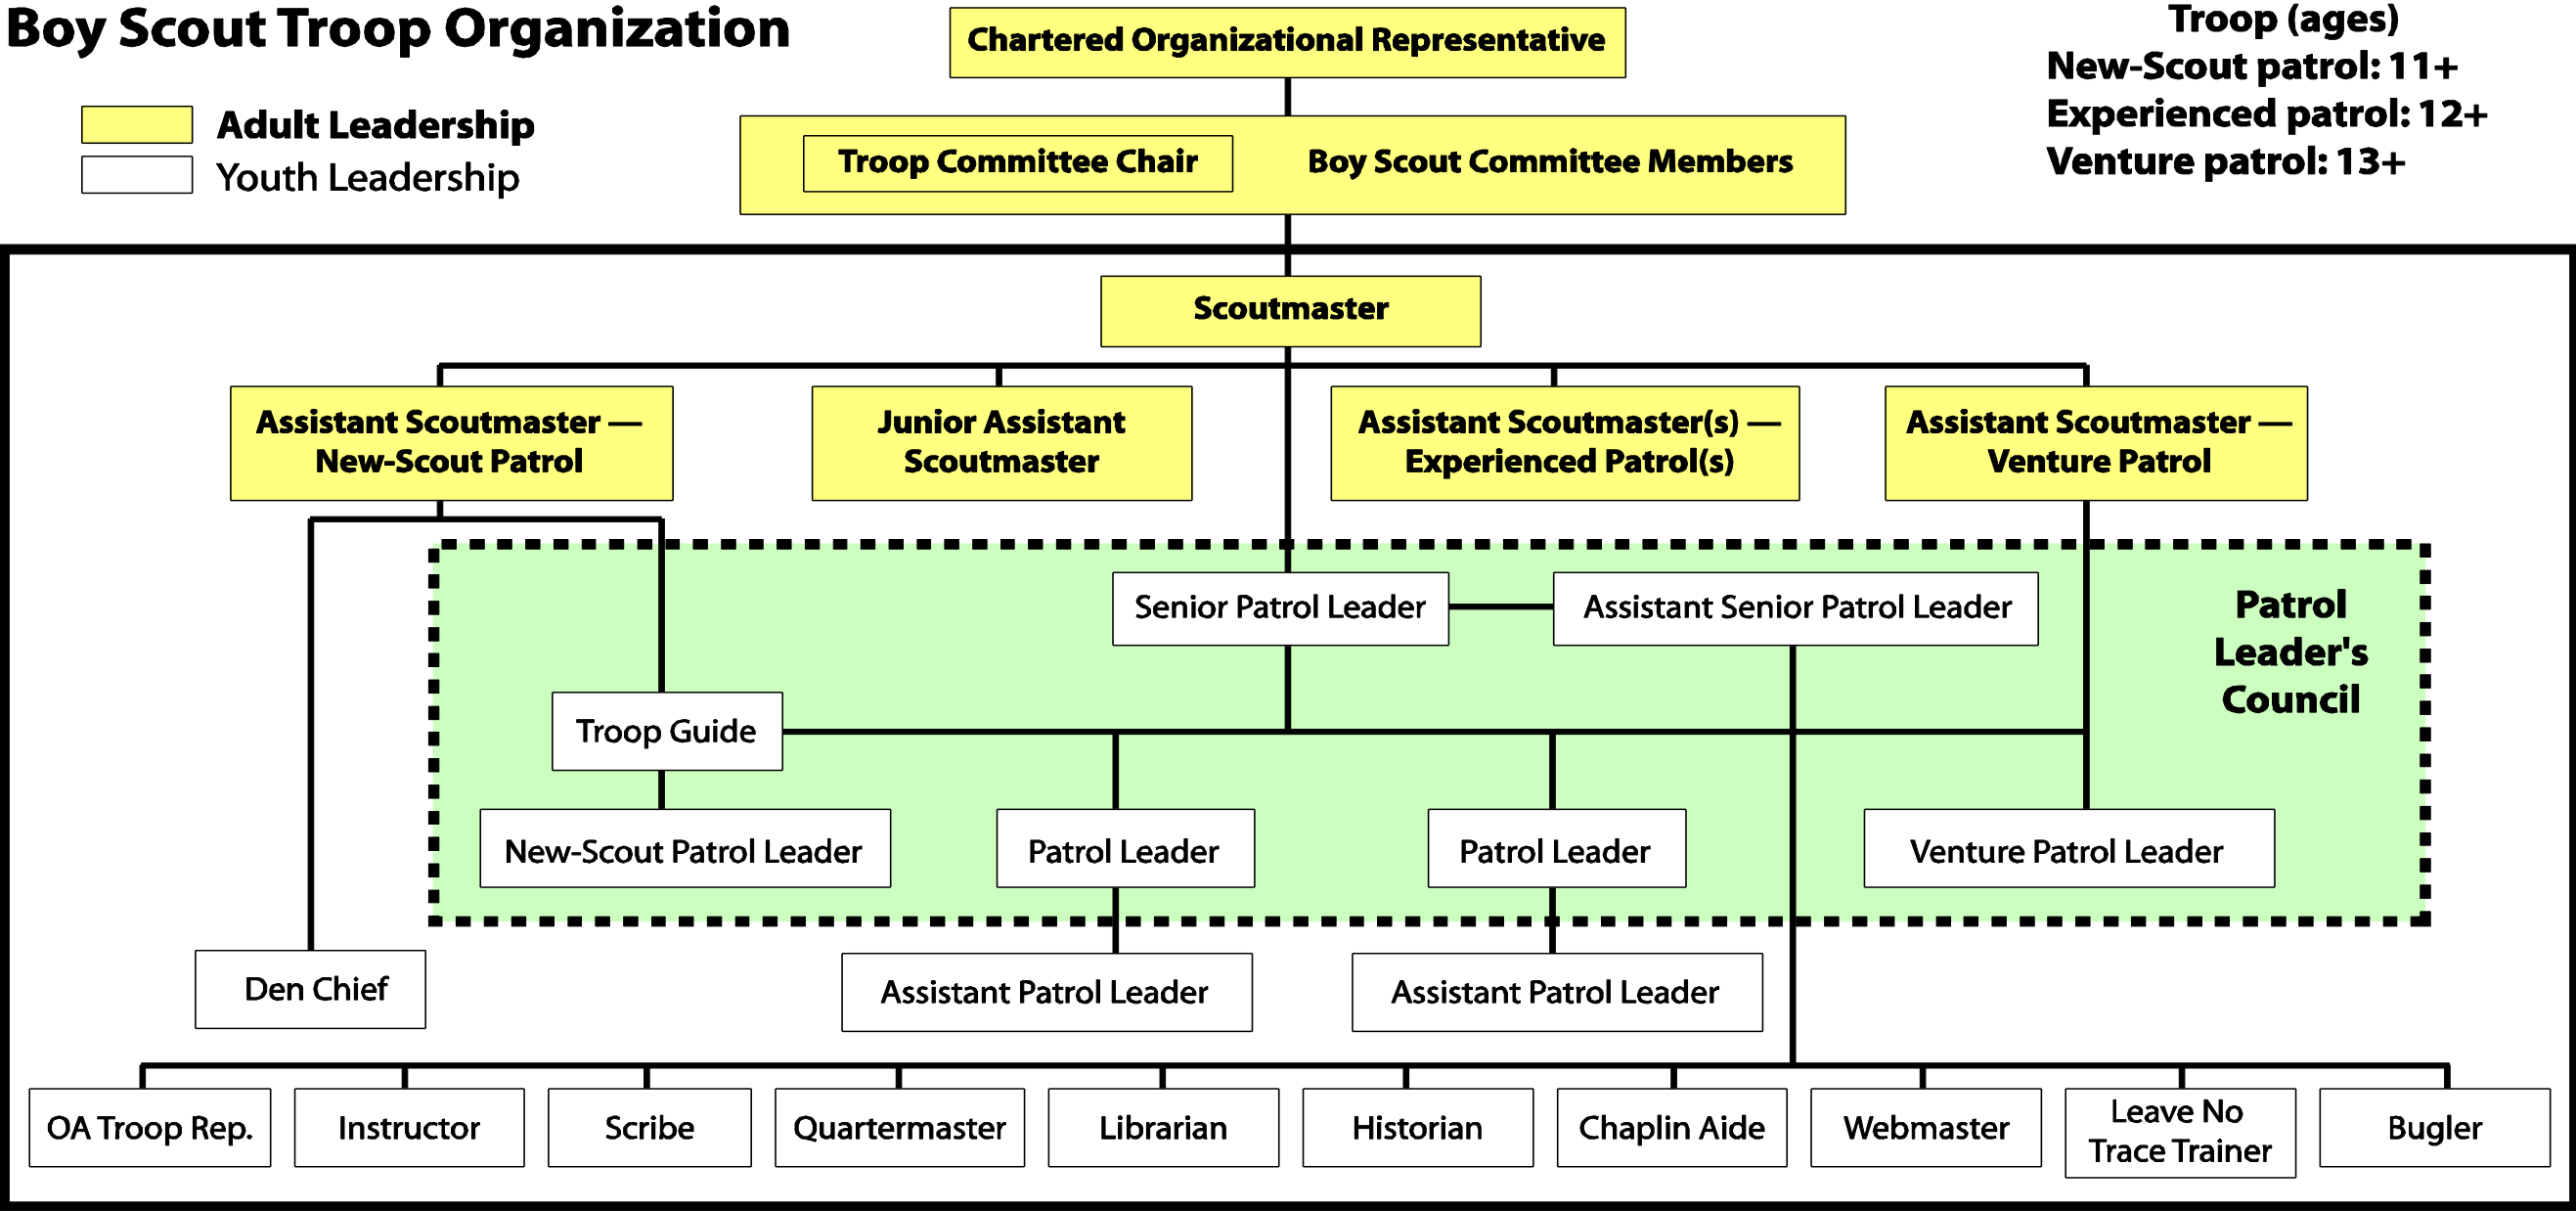 Boy Scout Troop Organization
Adult Leadership
Youth Leadership
Chartered Organizational Representative
Troop Committee Chair
Boy Scout Committee Members
Troop (ages)
New-Scout patrol: 11+
Experienced patrol: 12+
Venture patrol: 13+
Scoutmaster
Assistant Scoutmaster —
New-Scout Patrol
Junior Assistant
Scoutmaster
Assistant Scoutmaster(s) —
Experienced Patrol(s)
Assistant Scoutmaster —
Venture Patrol
Senior Patrol Leader
Assistant Senior Patrol Leader
Patrol
Leader's
Council
Troop Guide
New-Scout Patrol Leader
Patrol Leader
Patrol Leader
Venture Patrol Leader
Den Chief
Assistant Patrol Leader
Assistant Patrol Leader
OA Troop Rep.
Instructor
Scribe
Quartermaster
Librarian
Historian
Chaplin Aide
Webmaster
Leave No
Trace Trainer
Bugler